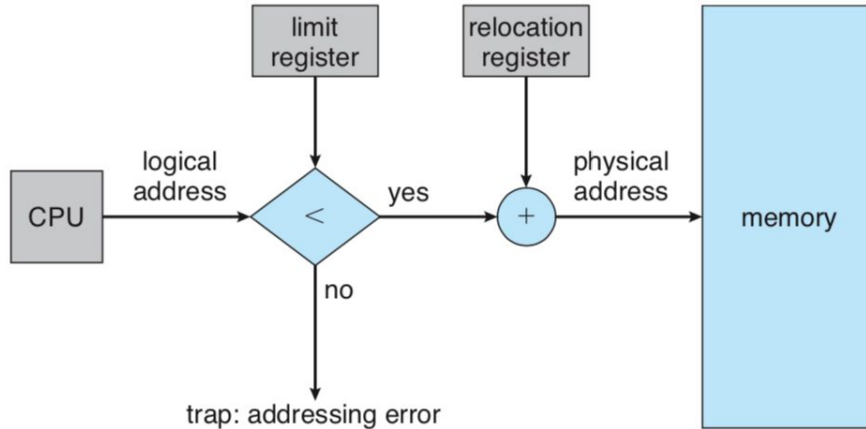 limit
register
relocation
register
logical
address
physical
address
CPU
<
yes
+
memory
no
trap: addressing error